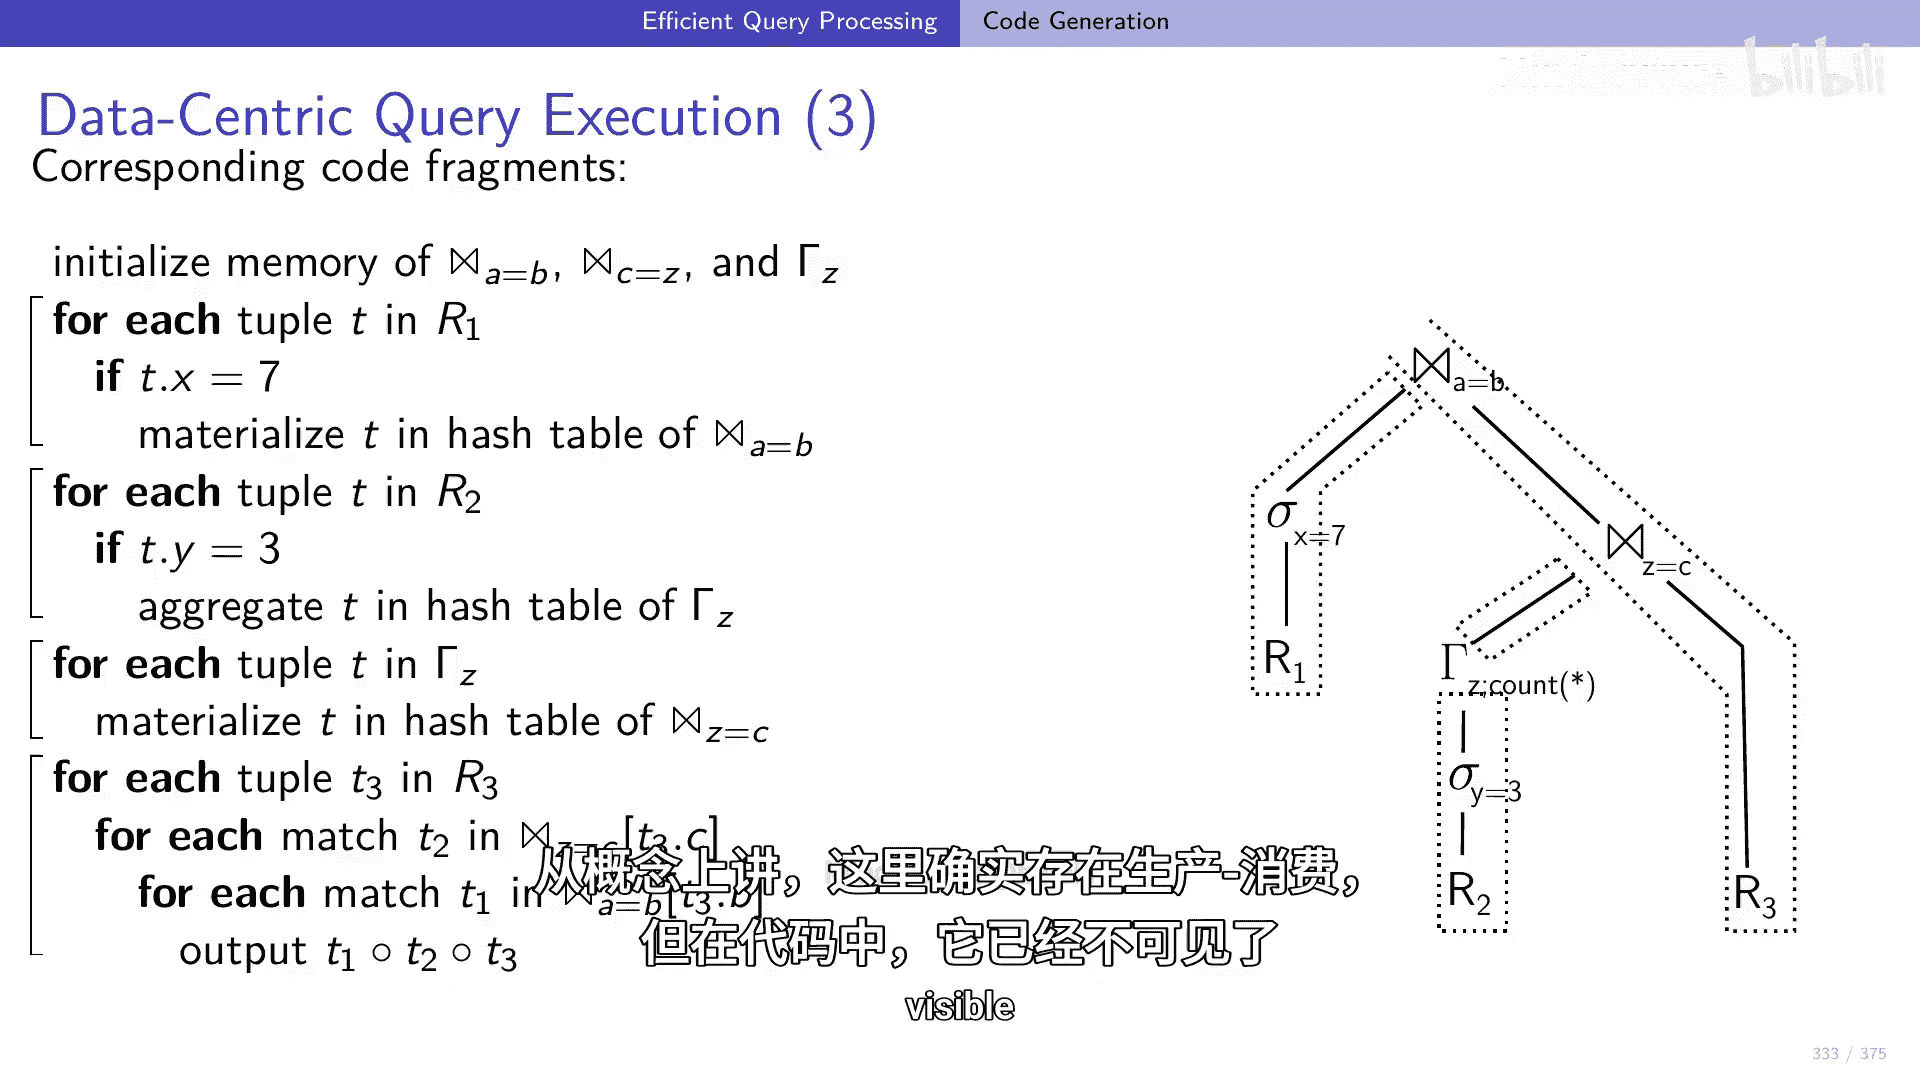 Efficient Query Processing Code Generation
bilibili
Data-Centric Query Execution (3)
Corresponding code fragments:
initialize memory of ⋈a=b, ⋈c=z, and Γz
for each tuple t in R1
if t.x = 7
materialize t in hash table of ⋈a=b
for each tuple t in R2
if t.y = 3
aggregate t in hash table of Γz
for each tuple t in Γz
materialize t in hash table of ⋈z=c
for each tuple t3 in R3
for each match t2 in ⋈z=c[t3.c]
for each match t1 in ⋈a=b[t3.b]
output t1 ∘ t2 ∘ t3
⋈a=b
σx=7
⋈z=c
R1
Γz;count(*)
σy=3
R2
R3
从概念上讲，这里确实存在生产-消费，
但在代码中，它已经不可见了
visible
333 / 375